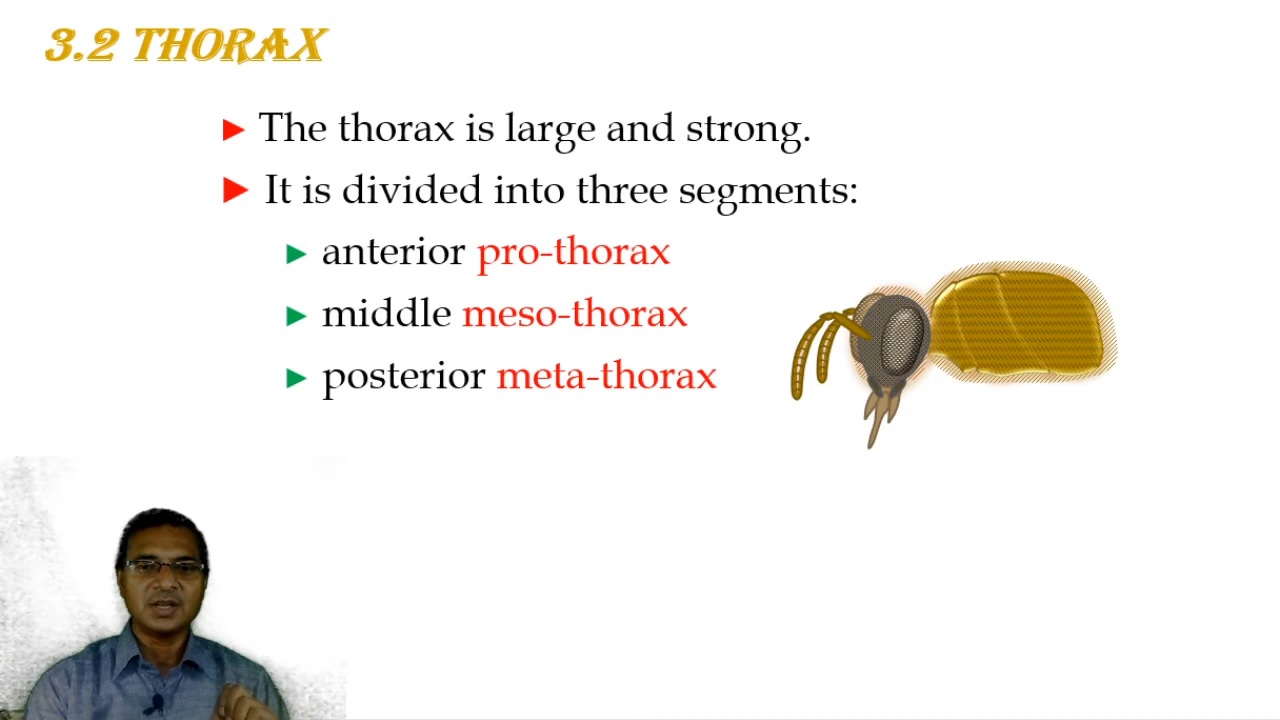 3.2 THORAX
The thorax is large and strong.
It is divided into three segments:
anterior pro-thorax
middle meso-thorax
posterior meta-thorax